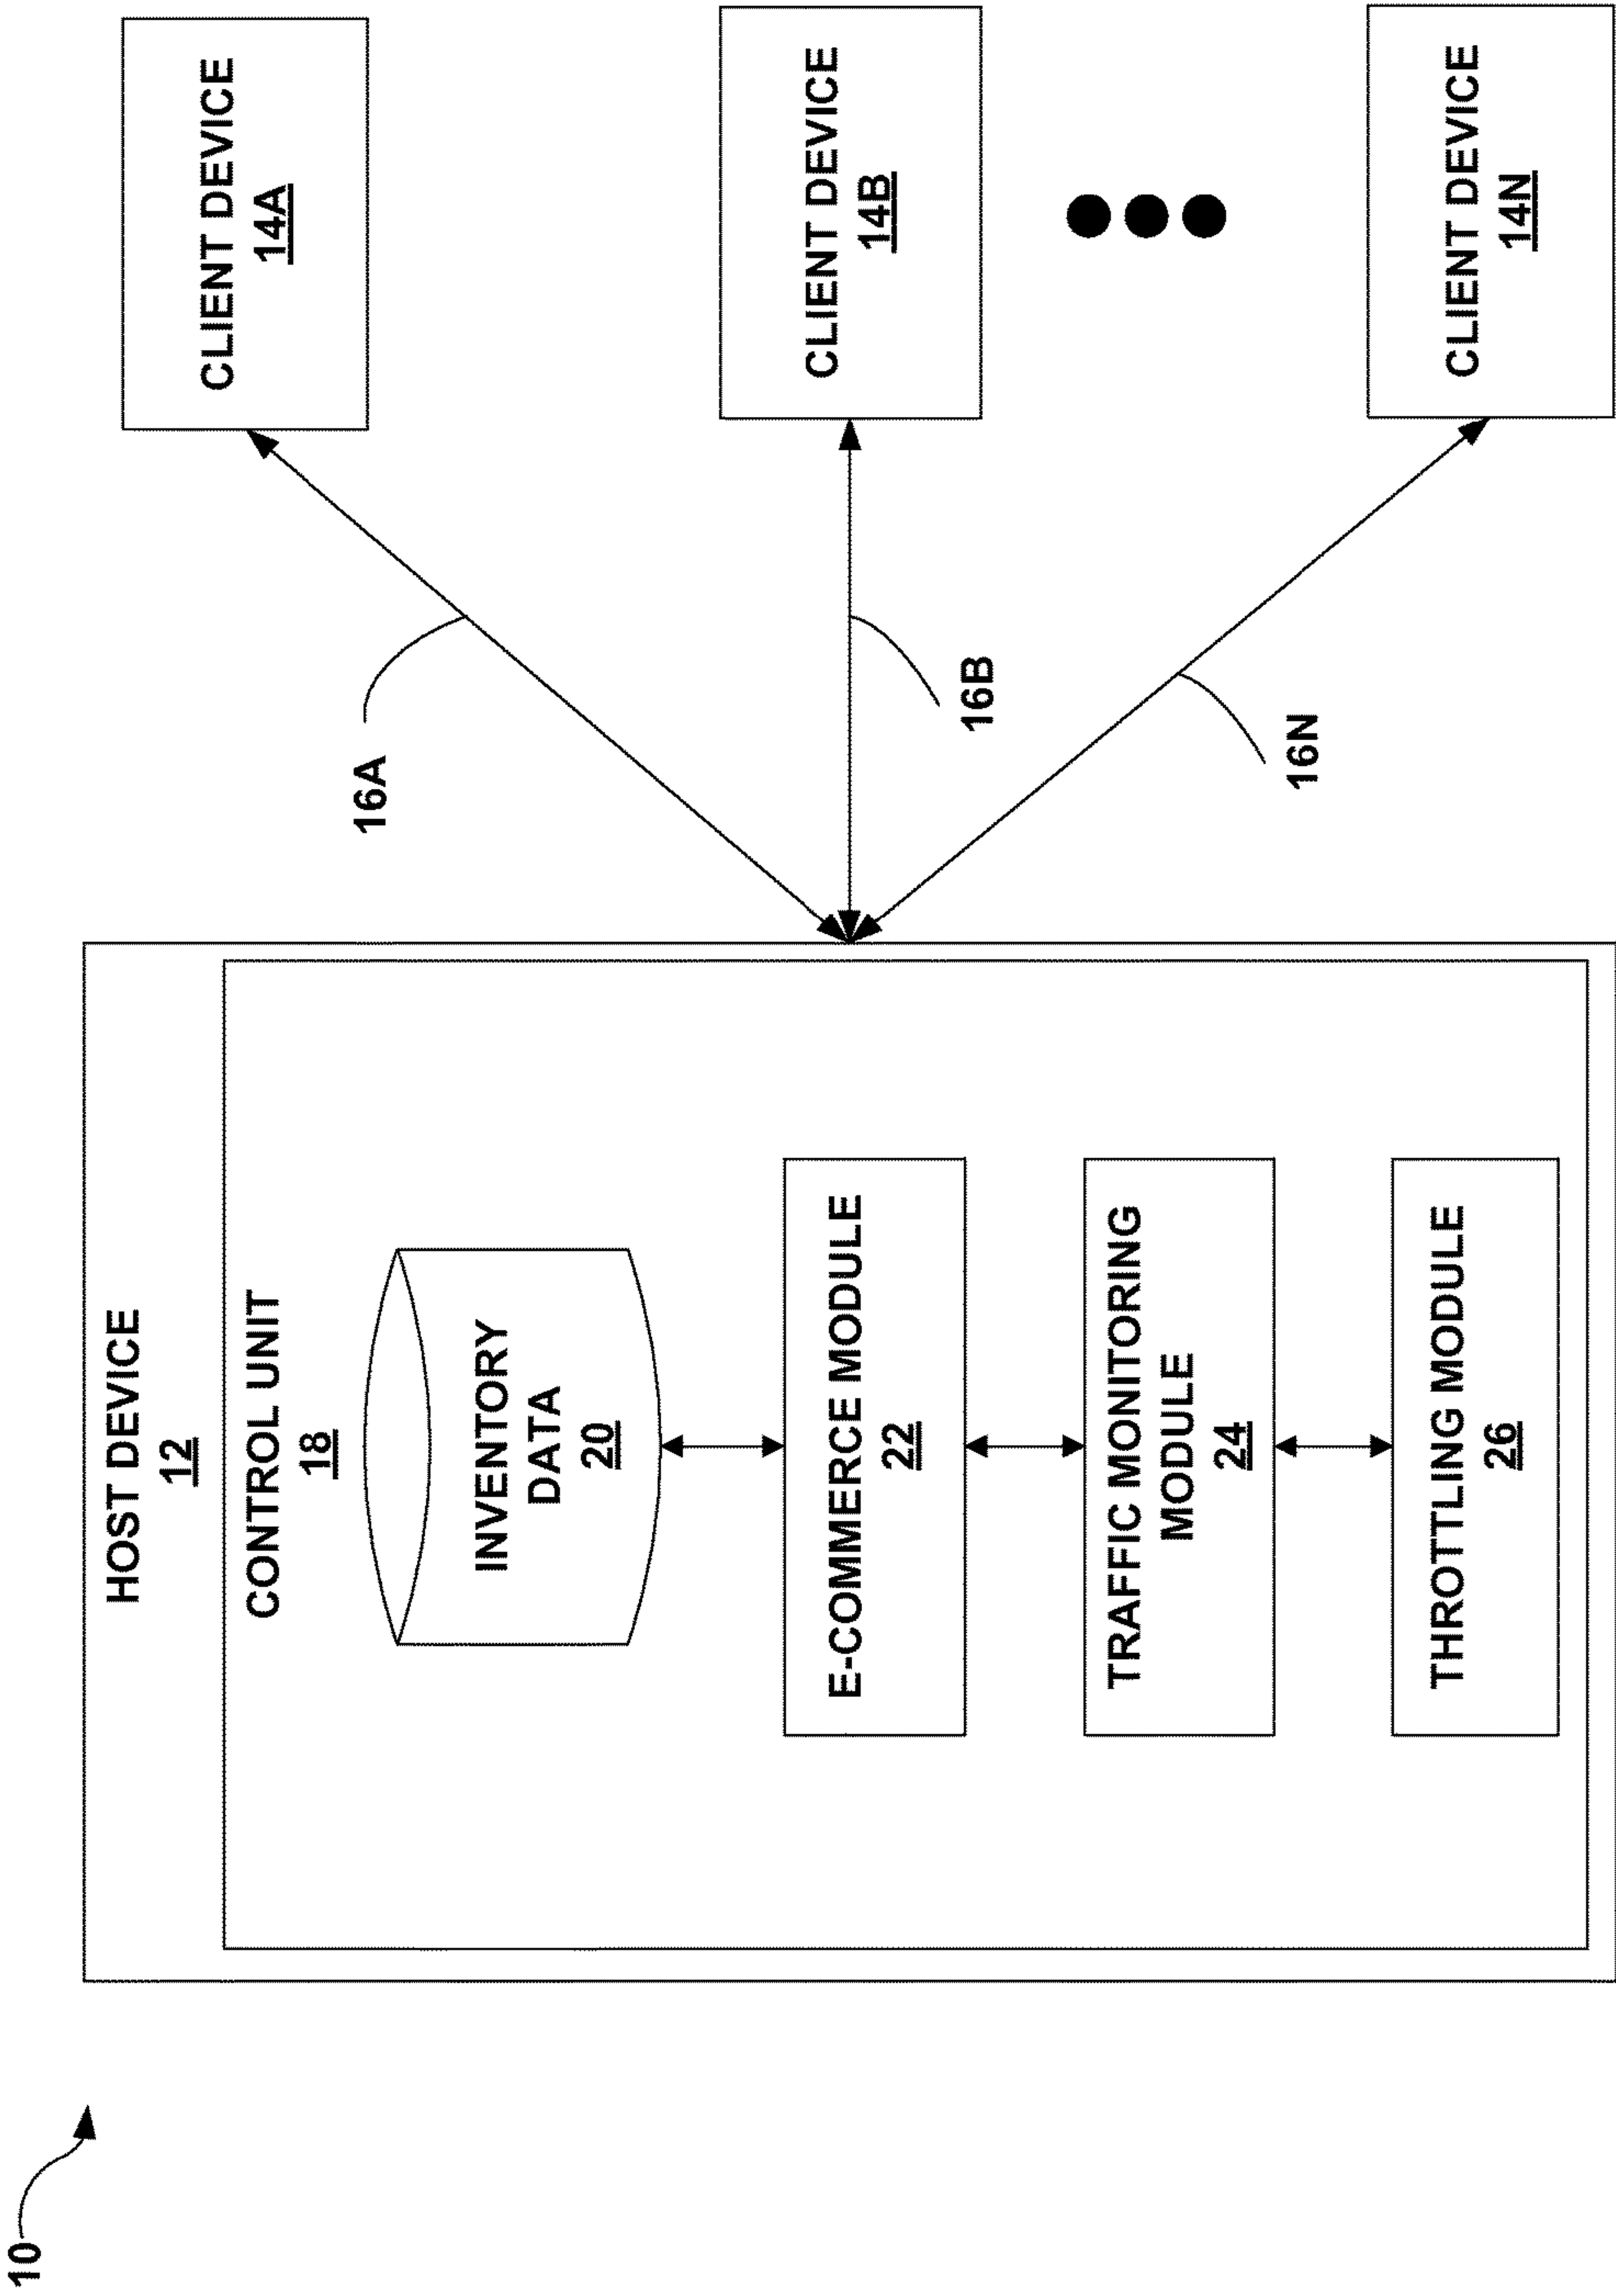 10
HOST DEVICE
12
CONTROL UNIT
18
INVENTORY
DATA
20
E-COMMERCE MODULE
22
TRAFFIC MONITORING
MODULE
24
THROTTLING MODULE
26
16A
16B
16N
CLIENT DEVICE
14A
CLIENT DEVICE
14B
CLIENT DEVICE
14N